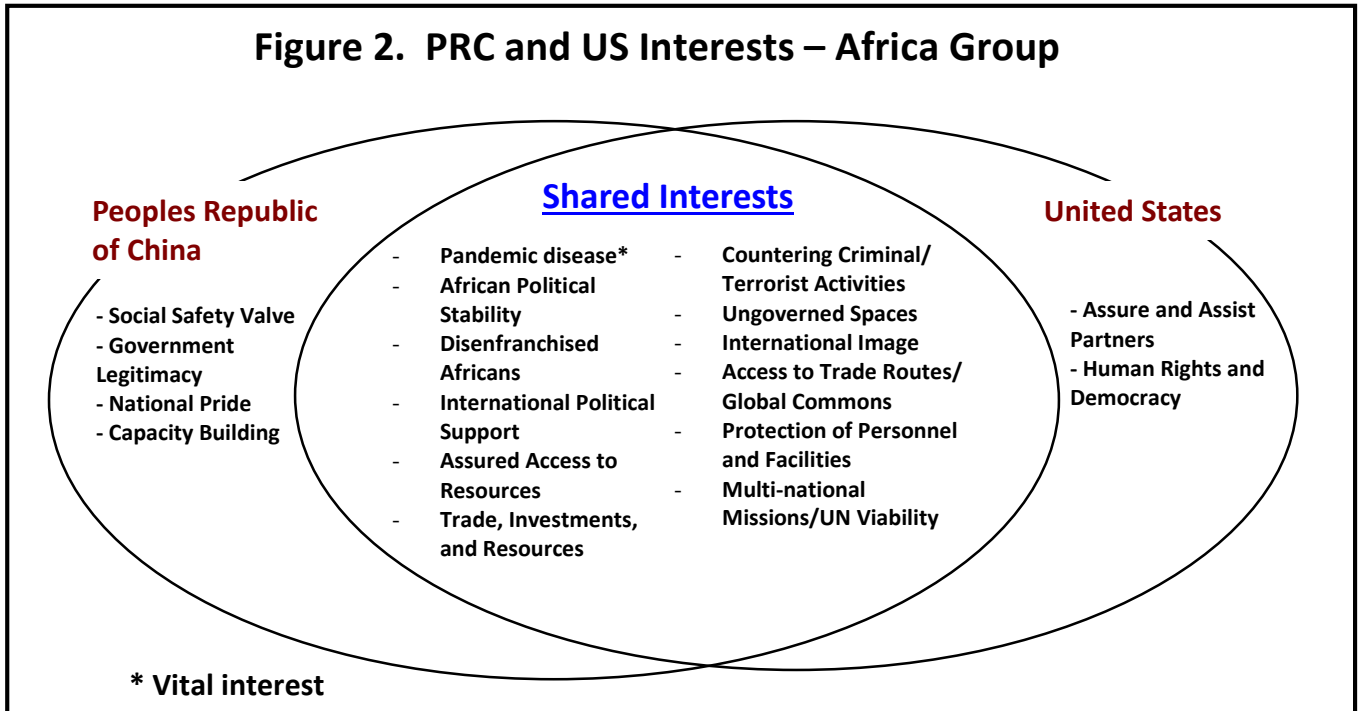 Figure 2.  PRC and US Interests – Africa Group
Peoples Republic
of China
- Social Safety Valve
- Government
Legitimacy
- National Pride
- Capacity Building
Shared Interests
- Pandemic disease*
- African Political
Stability
- Disenfranchised
Africans
- International Political
Support
- Assured Access to
Resources
- Trade, Investments,
and Resources
- Countering Criminal/
Terrorist Activities
- Ungoverned Spaces
- International Image
- Access to Trade Routes/
Global Commons
- Protection of Personnel
and Facilities
- Multi-national
Missions/UN Viability
United States
- Assure and Assist
Partners
- Human Rights and
Democracy
* Vital interest